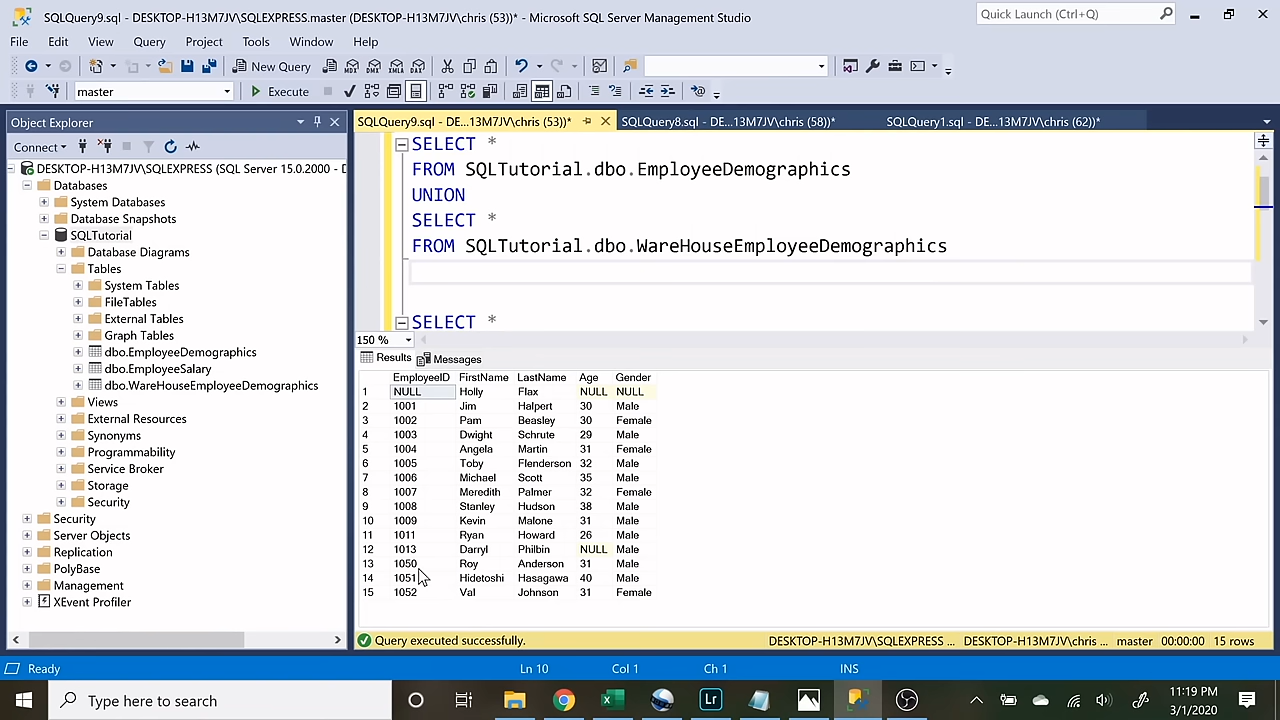 SQLQuery9.sql - DESKTOP-H13M7JV\SQLEXPRESS.master (DESKTOP-H13M7JV\chris (53))* - Microsoft SQL Server Management Studio
Quick Launch (Ctrl+Q)
File Edit View Query Project Tools Window Help
New Query
MDX DMX XMLA DAX
master
Execute
Object Explorer
Connect
DESKTOP-H13M7JV\SQLEXPRESS (SQL Server 15.0.2000 - D
Databases
System Databases
Database Snapshots
SQLTutorial
Database Diagrams
Tables
System Tables
FileTables
External Tables
Graph Tables
dbo.EmployeeDemographics
dbo.EmployeeSalary
dbo.WareHouseEmployeeDemographics
Views
External Resources
Synonyms
Programmability
Service Broker
Storage
Security
Security
Server Objects
Replication
PolyBase
Management
XEvent Profiler
SQLQuery9.sql - DE...13M7JV\chris (53))* SQLQuery8.sql - DE...13M7JV\chris (58))* SQLQuery1.sql - DE...13M7JV\chris (62))*
SELECT *
FROM SQLTutorial.dbo.EmployeeDemographics
UNION
SELECT *
FROM SQLTutorial.dbo.WareHouseEmployeeDemographics
SELECT *
150 %
Results Messages
EmployeeID FirstName LastName Age Gender
1 NULL Holly Flax NULL NULL
2 1001 Jim Halpert 30 Male
3 1002 Pam Beasley 30 Female
4 1003 Dwight Schrute 29 Male
5 1004 Angela Martin 31 Female
6 1005 Toby Flenderson 32 Male
7 1006 Michael Scott 35 Male
8 1007 Meredith Palmer 32 Female
9 1008 Stanley Hudson 38 Male
10 1009 Kevin Malone 31 Male
11 1011 Ryan Howard 26 Male
12 1013 Darryl Philbin NULL Male
13 1050 Roy Anderson 31 Male
14 1051 Hidetoshi Hasagawa 40 Male
15 1052 Val Johnson 31 Female
Query executed successfully. DESKTOP-H13M7JV\SQLEXPRESS ... DESKTOP-H13M7JV\chris ... master 00:00:00 15 rows
Ready Ln 10 Col 1 Ch 1 INS
Type here to search
Lr
11:19 PM
3/1/2020